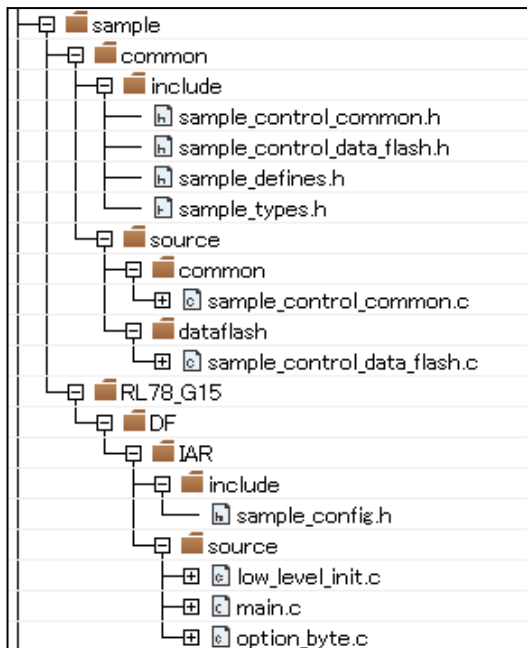 sample
common
include
sample_control_common.h
sample_control_data_flash.h
sample_defines.h
sample_types.h
source
common
sample_control_common.c
dataflash
sample_control_data_flash.c
RL78_G15
DF
IAR
include
sample_config.h
source
low_level_init.c
main.c
option_byte.c